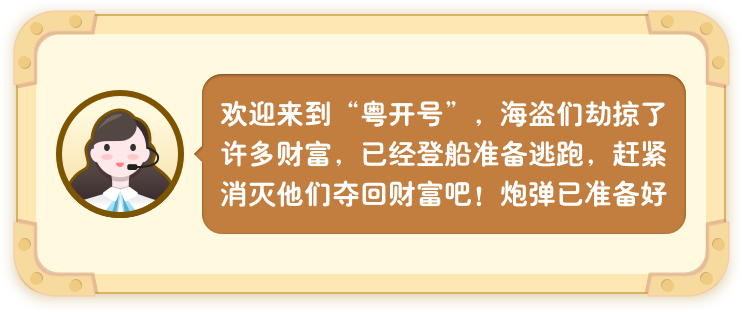 欢迎来到“粤开号”，海盗们劫掠了
许多财富，已经登船准备逃跑，赶紧
消灭他们夺回财富吧！炮弹已准备好